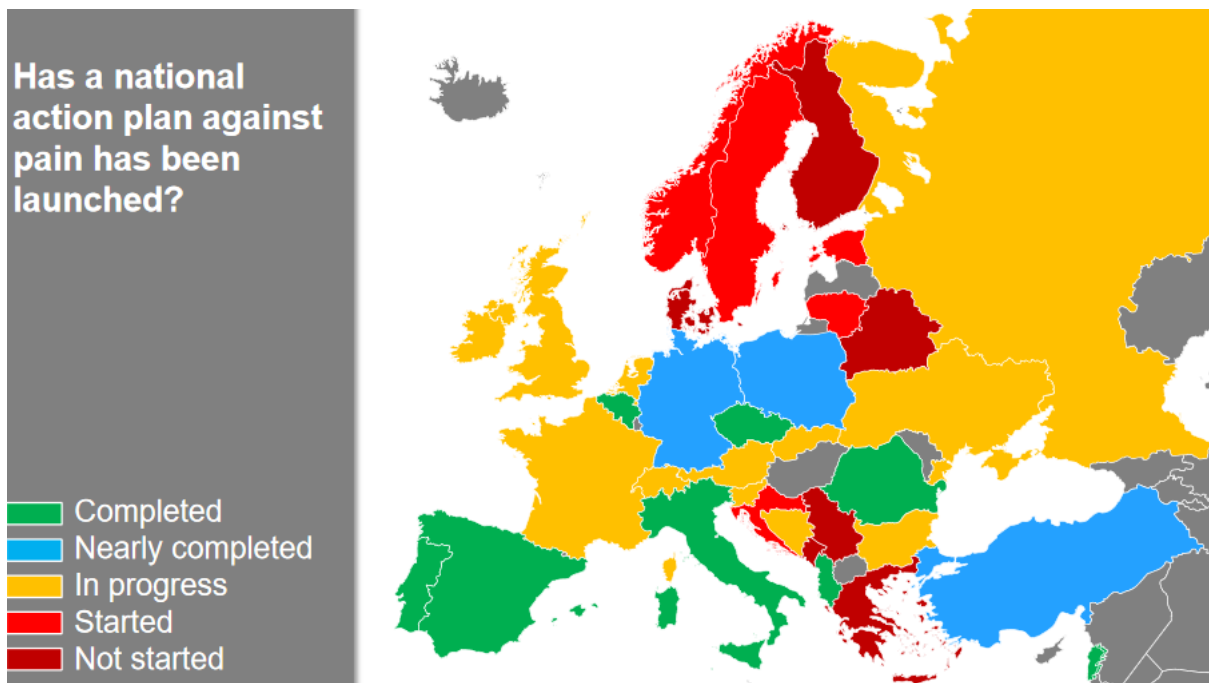 Has a national
action plan against
pain has been
launched?
Completed
Nearly completed
In progress
Started
Not started